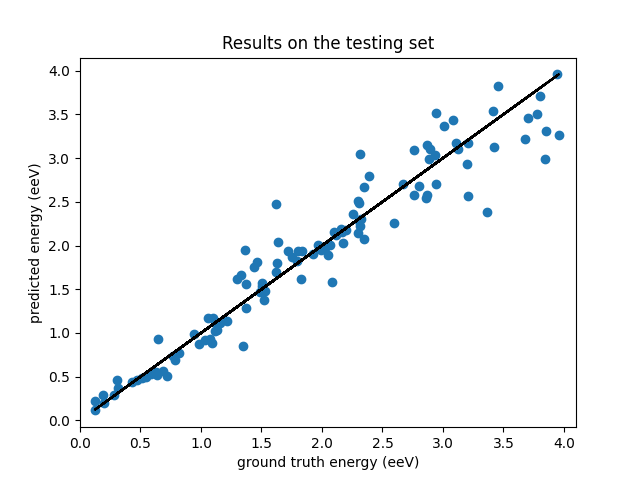 Results on the testing set
4.0
3.5
3.0
2.5
2.0
1.5
1.0
0.5
0.0
predicted energy (eeV)
0.0 0.5 1.0 1.5 2.0 2.5 3.0 3.5 4.0
ground truth energy (eeV)